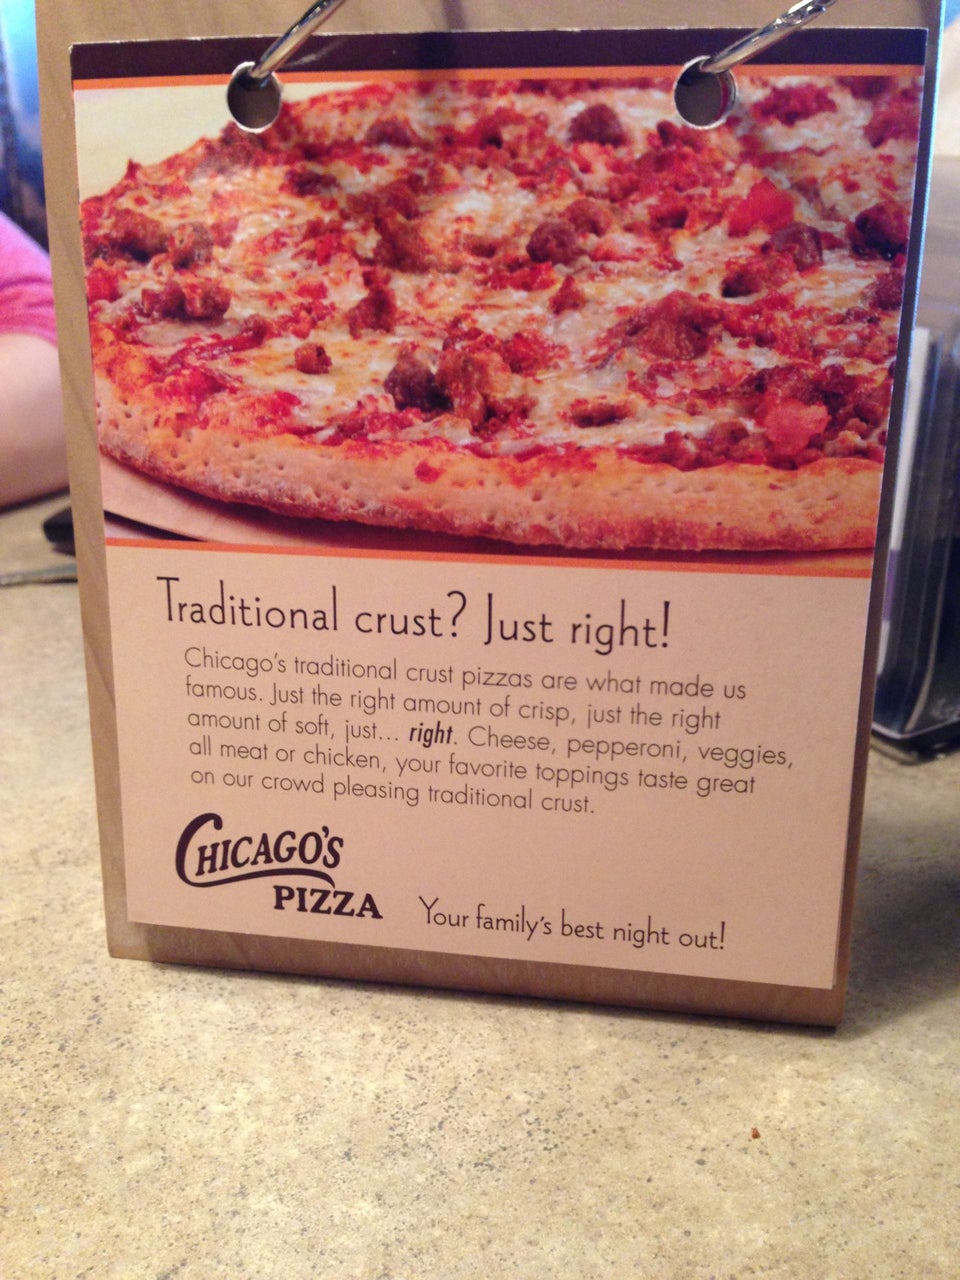 Traditional crust? Just right!
Chicago's traditional crust pizzas are what made us
famous. Just the right amount of crisp, just the right
amount of soft, just... right. Cheese, pepperoni, veggies,
all meat or chicken, your favorite toppings taste great
on our crowd pleasing traditional crust.
CHICAGO'S
PIZZA
Your family's best night out!